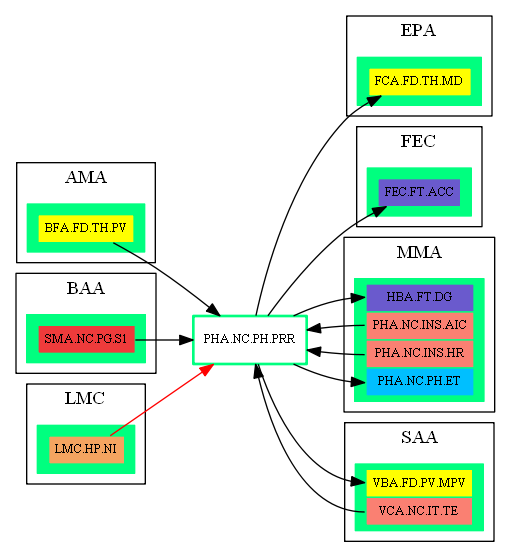 EPA
FCA.FD.TH.MD
FEC
FEC.FT.ACC
AMA
BFA.FD.TH.PV
MMA
BAA
HBA.FT.DG
PHA.NC.INS.AIC
SMA.NC.PG.S1
PHA.NC.PH.PRR
PHA.NC.INS.HR
PHA.NC.PH.ET
LMC
LMC.HP.NI
SAA
VBA.FD.PV.MPV
VCA.NC.IT.TE